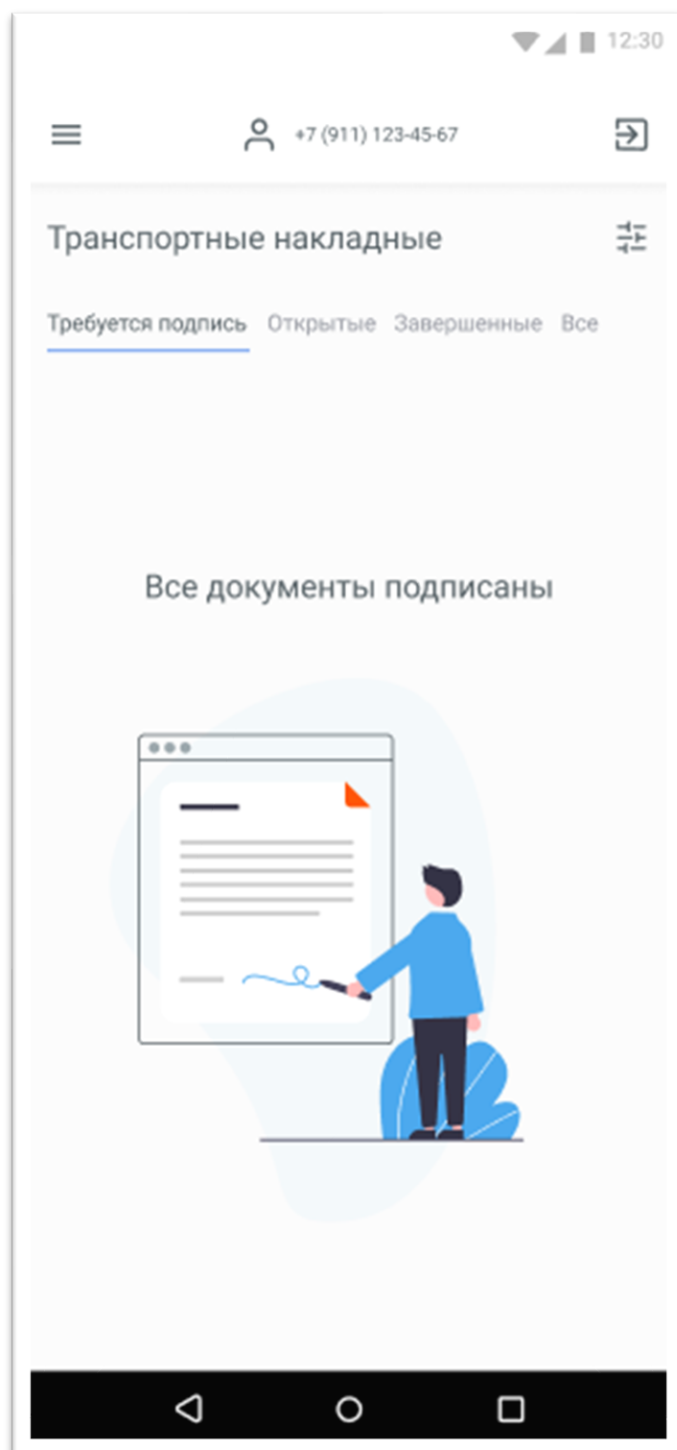 12:30
+7 (911) 123-45-67
Транспортные накладные
Требуется подпись Открытые Завершенные Все
Все документы подписаны